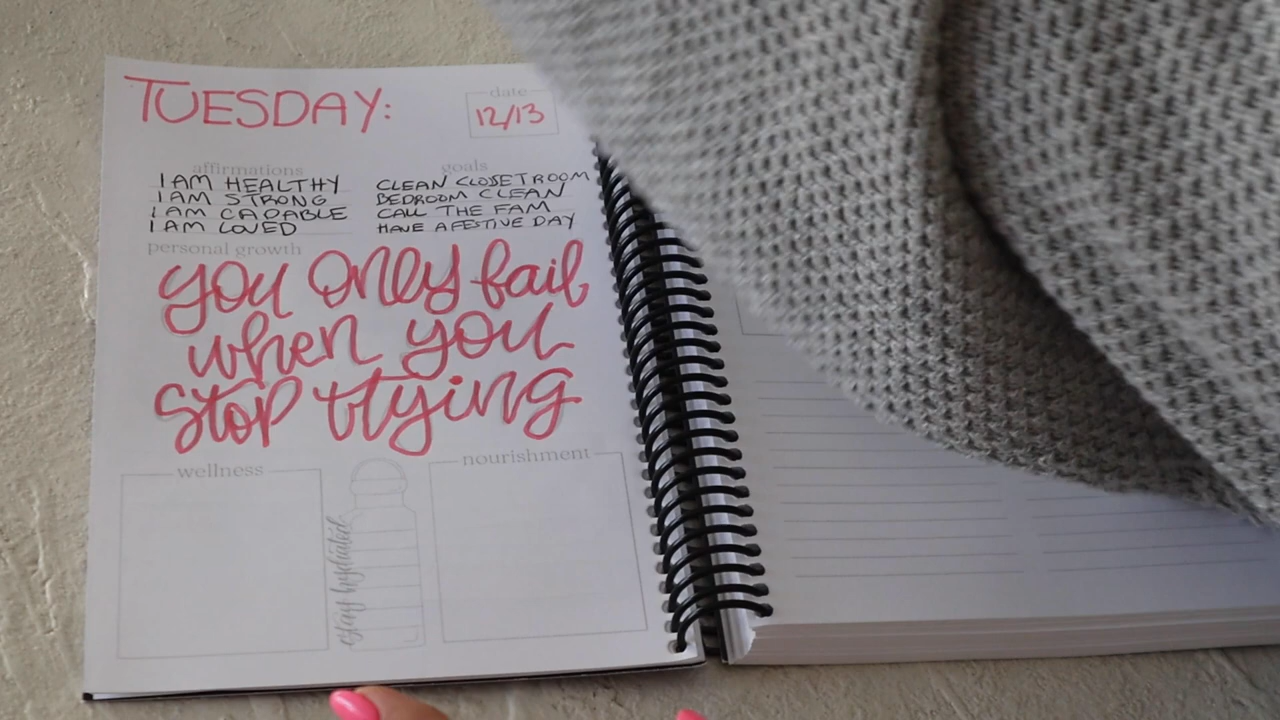 TUESDAY:
date
12/13
affirmations
I AM HEALTHY
I AM STRONG
I AM CAPABLE
I AM LOVED
goals
CLEAN CLOSET ROOM
BEDROOM CLEAN
CALL THE FAM
HAVE A FESTIVE DAY
personal growth
you only fail
when you
stop trying
wellness
stay hydrated
nourishment